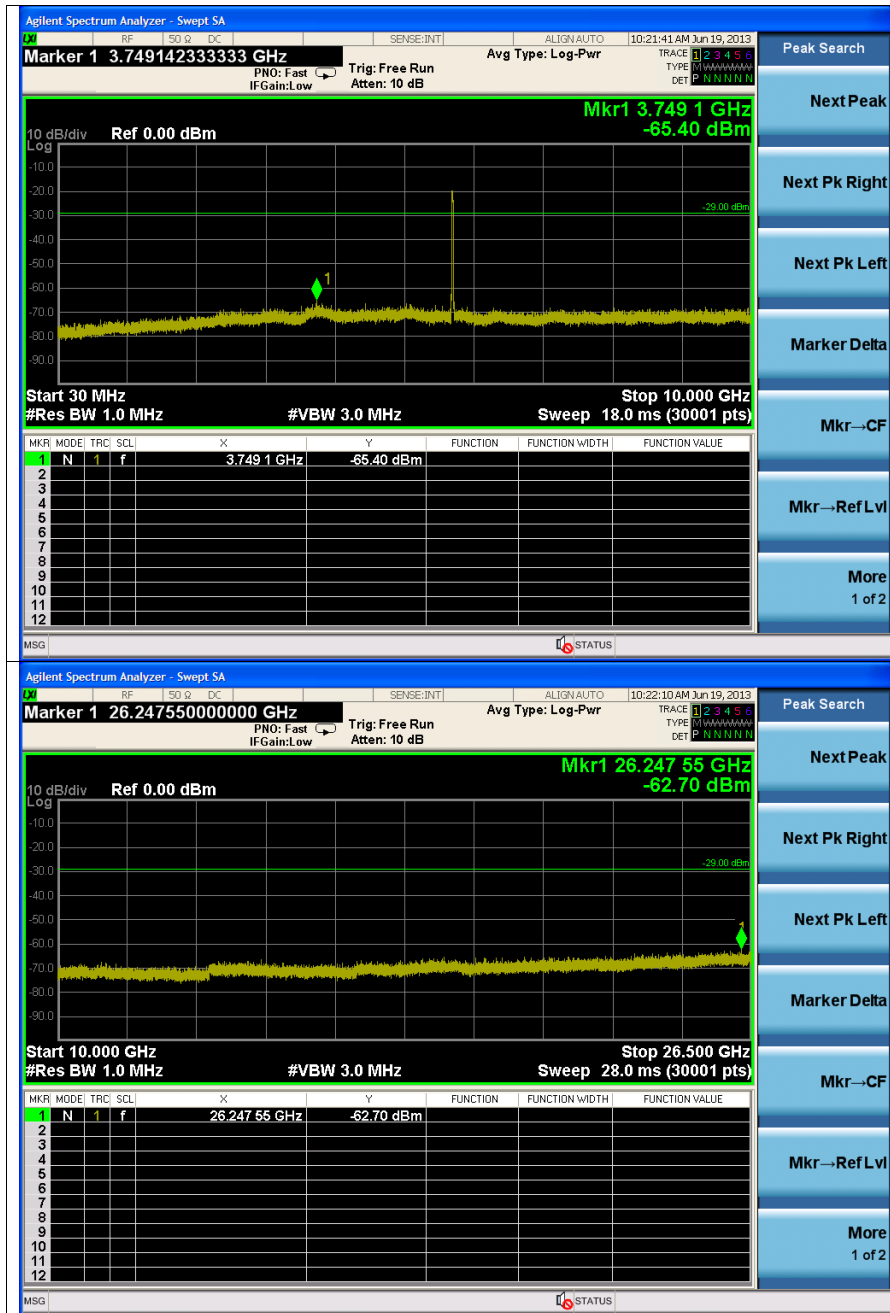 Agilent Spectrum Analyzer - Swept SA
LXI RF 50 Ω DC SENSE:INT ALIGN AUTO 10:21:41 AM Jun 19, 2013
Marker 1 3.749142333333 GHz
PNO: Fast
IFGain:Low
Trig: Free Run
Atten: 10 dB
Avg Type: Log-Pwr
TRACE 1 2 3 4 5 6
TYPE M WWWWW
DET P N N N N N
Peak Search
Mkr1 3.749 1 GHz
-65.40 dBm
10 dB/div Ref 0.00 dBm
Log
-10.0
-20.0
-30.0
-40.0
-50.0
-60.0
-70.0
-80.0
-90.0
-29.00 dBm
1
Start 30 MHz Stop 10.000 GHz
#Res BW 1.0 MHz #VBW 3.0 MHz Sweep 18.0 ms (30001 pts)
MKR MODE TRC SCL X Y FUNCTION FUNCTION WIDTH FUNCTION VALUE
1 N 1 f 3.749 1 GHz -65.40 dBm
2
3
4
5
6
7
8
9
10
11
12
MSG STATUS
Next Peak
Next Pk Right
Next Pk Left
Marker Delta
Mkr→CF
Mkr→Ref Lvl
More
1 of 2
Agilent Spectrum Analyzer - Swept SA
LXI RF 50 Ω DC SENSE:INT ALIGN AUTO 10:22:10 AM Jun 19, 2013
Marker 1 26.247550000000 GHz
PNO: Fast
IFGain:Low
Trig: Free Run
Atten: 10 dB
Avg Type: Log-Pwr
TRACE 1 2 3 4 5 6
TYPE M WWWWW
DET P N N N N N
Peak Search
Mkr1 26.247 55 GHz
-62.70 dBm
10 dB/div Ref 0.00 dBm
Log
-10.0
-20.0
-30.0
-40.0
-50.0
-60.0
-70.0
-80.0
-90.0
-29.00 dBm
1
Start 10.000 GHz Stop 26.500 GHz
#Res BW 1.0 MHz #VBW 3.0 MHz Sweep 28.0 ms (30001 pts)
MKR MODE TRC SCL X Y FUNCTION FUNCTION WIDTH FUNCTION VALUE
1 N 1 f 26.247 55 GHz -62.70 dBm
2
3
4
5
6
7
8
9
10
11
12
MSG STATUS
Next Peak
Next Pk Right
Next Pk Left
Marker Delta
Mkr→CF
Mkr→Ref Lvl
More
1 of 2